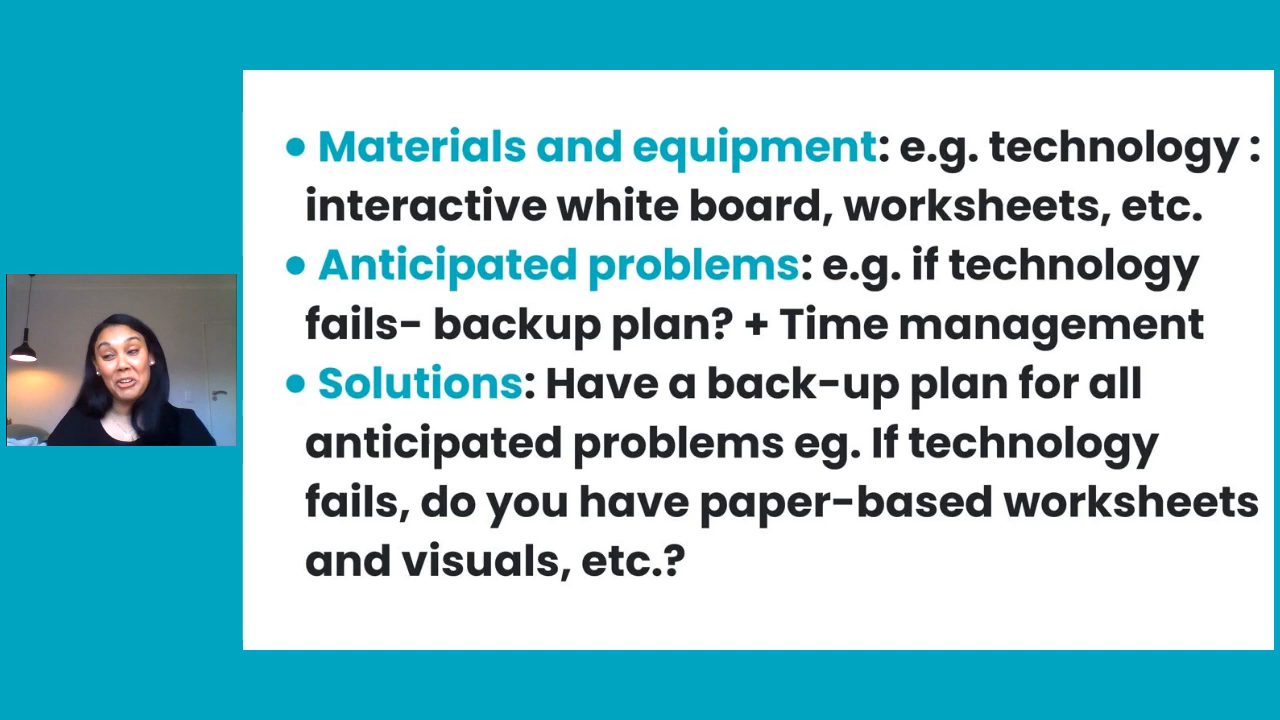 • Materials and equipment: e.g. technology :
interactive white board, worksheets, etc.
• Anticipated problems: e.g. if technology
fails- backup plan? + Time management
• Solutions: Have a back-up plan for all
anticipated problems eg. If technology
fails, do you have paper-based worksheets
and visuals, etc.?